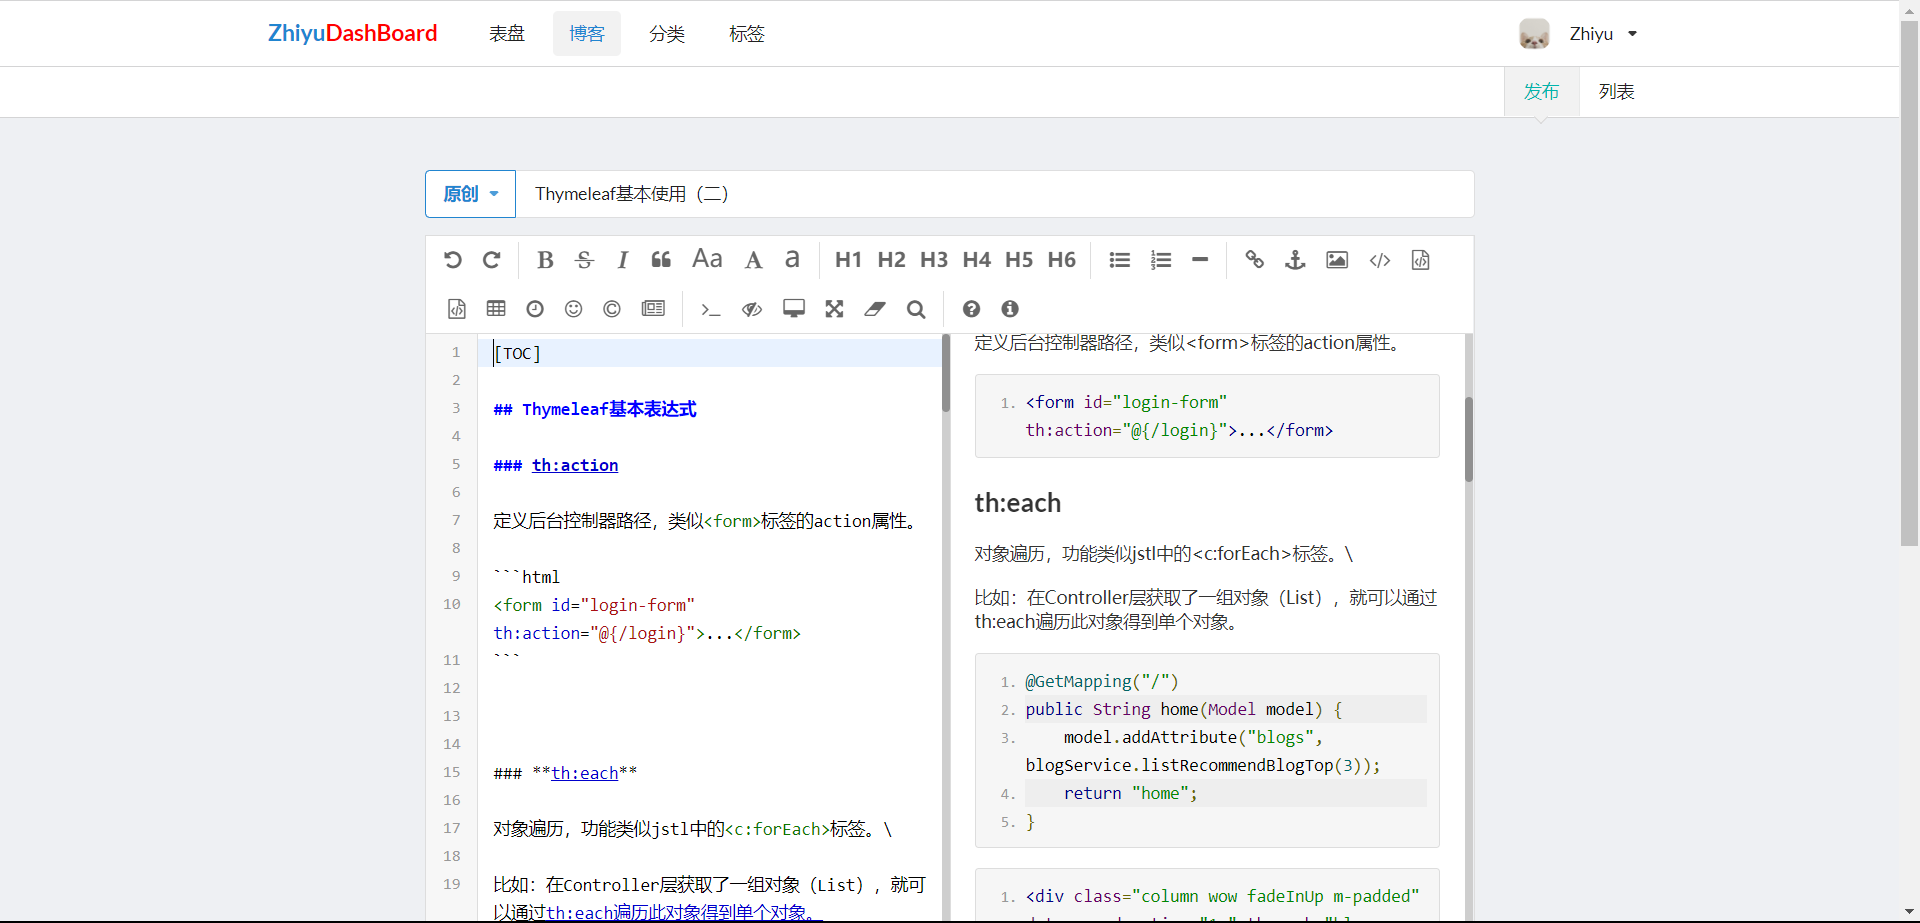 ZhiyuDashBoard 表盘 博客 分类 标签 Zhiyu
发布 列表
原创 Thymeleaf基本使用（二）
B S I Aa A a H1 H2 H3 H4 H5 H6
1 [TOC]
2
3 ## Thymeleaf基本表达式
4
5 ### th:action
6
7 定义后台控制器路径，类似<form>标签的action属性。
8
9 ```html
10 <form id="login-form"
th:action="@{/login}">...</form>
11 ```
12
13
14
15 ### **th:each**
16
17 对象遍历，功能类似jstl中的<c:forEach>标签。\
18
19 比如：在Controller层获取了一组对象（List），就可
以通过th:each遍历此对象得到单个对象。
定义后台控制器路径，类似<form>标签的action属性。
1. <form id="login-form"
th:action="@{/login}">...</form>
th:each
对象遍历，功能类似jstl中的<c:forEach>标签。\
比如：在Controller层获取了一组对象（List），就可以通过
th:each遍历此对象得到单个对象。
1. @GetMapping("/")
2. public String home(Model model) {
3. model.addAttribute("blogs",
blogService.listRecommendBlogTop(3));
4. return "home";
5. }
1. <div class="column wow fadeInUp m-padded"